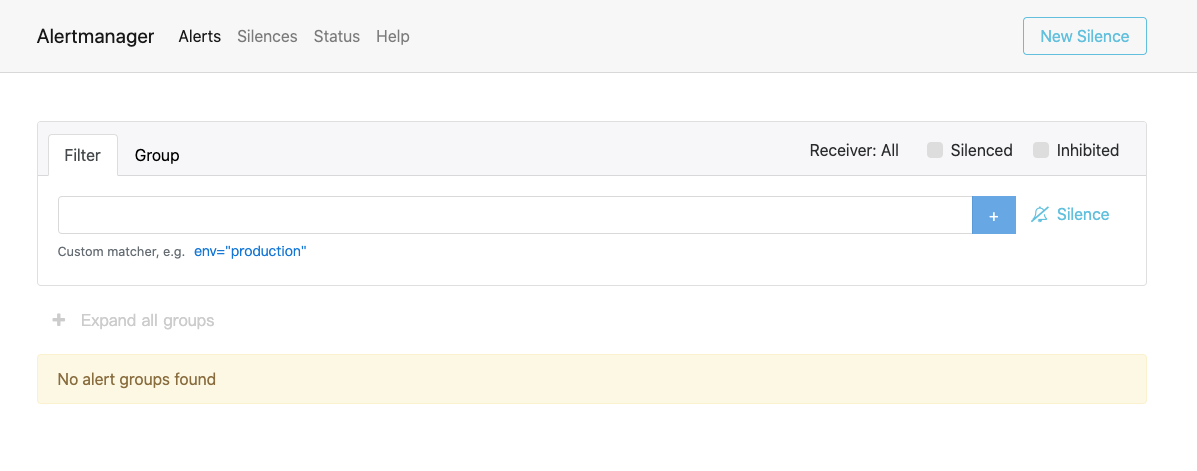 Alertmanager Alerts Silences Status Help New Silence
Filter Group Receiver: All Silenced Inhibited
+ Silence
Custom matcher, e.g. env="production"
+ Expand all groups
No alert groups found